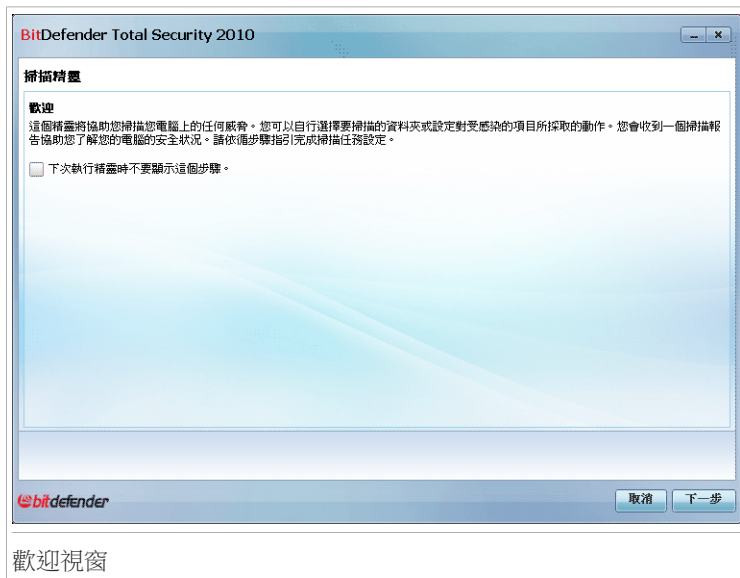 BitDefender Total Security 2010
掃描精靈
歡迎
這個精靈將協助您掃描您電腦上的任何威脅。您可以自行選擇要掃描的資料夾或設定對受感染的項目所採取的動作。您會收到一個掃描報
告協助您了解您的電腦的安全狀況。請依循步驟指引完成掃描任務設定。
下次執行精靈時不要顯示這個步驟。
bitdefender
取消 下一步
歡迎視窗